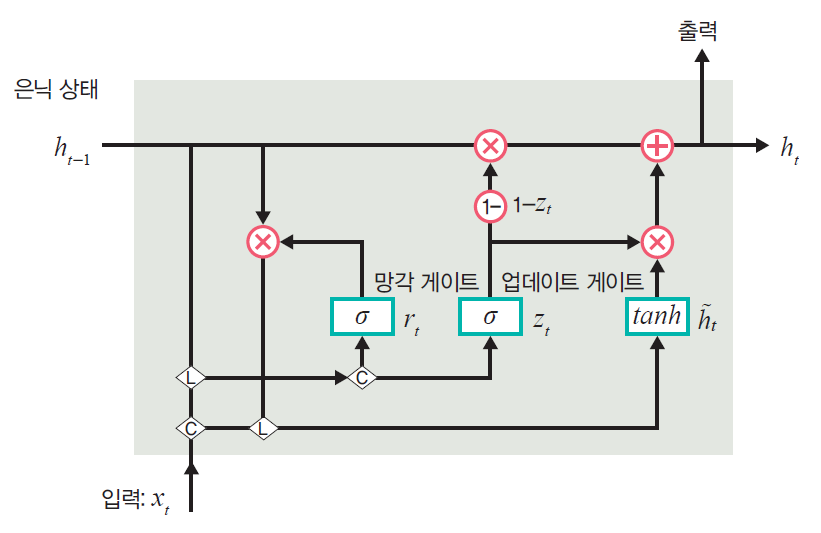 출력
은닉 상태
h_{t-1}
h_t
1- 1-z_t
망각 게이트 업데이트 게이트
σ r_t σ z_t tanh h̃_t
L C
C L
입력: x_t